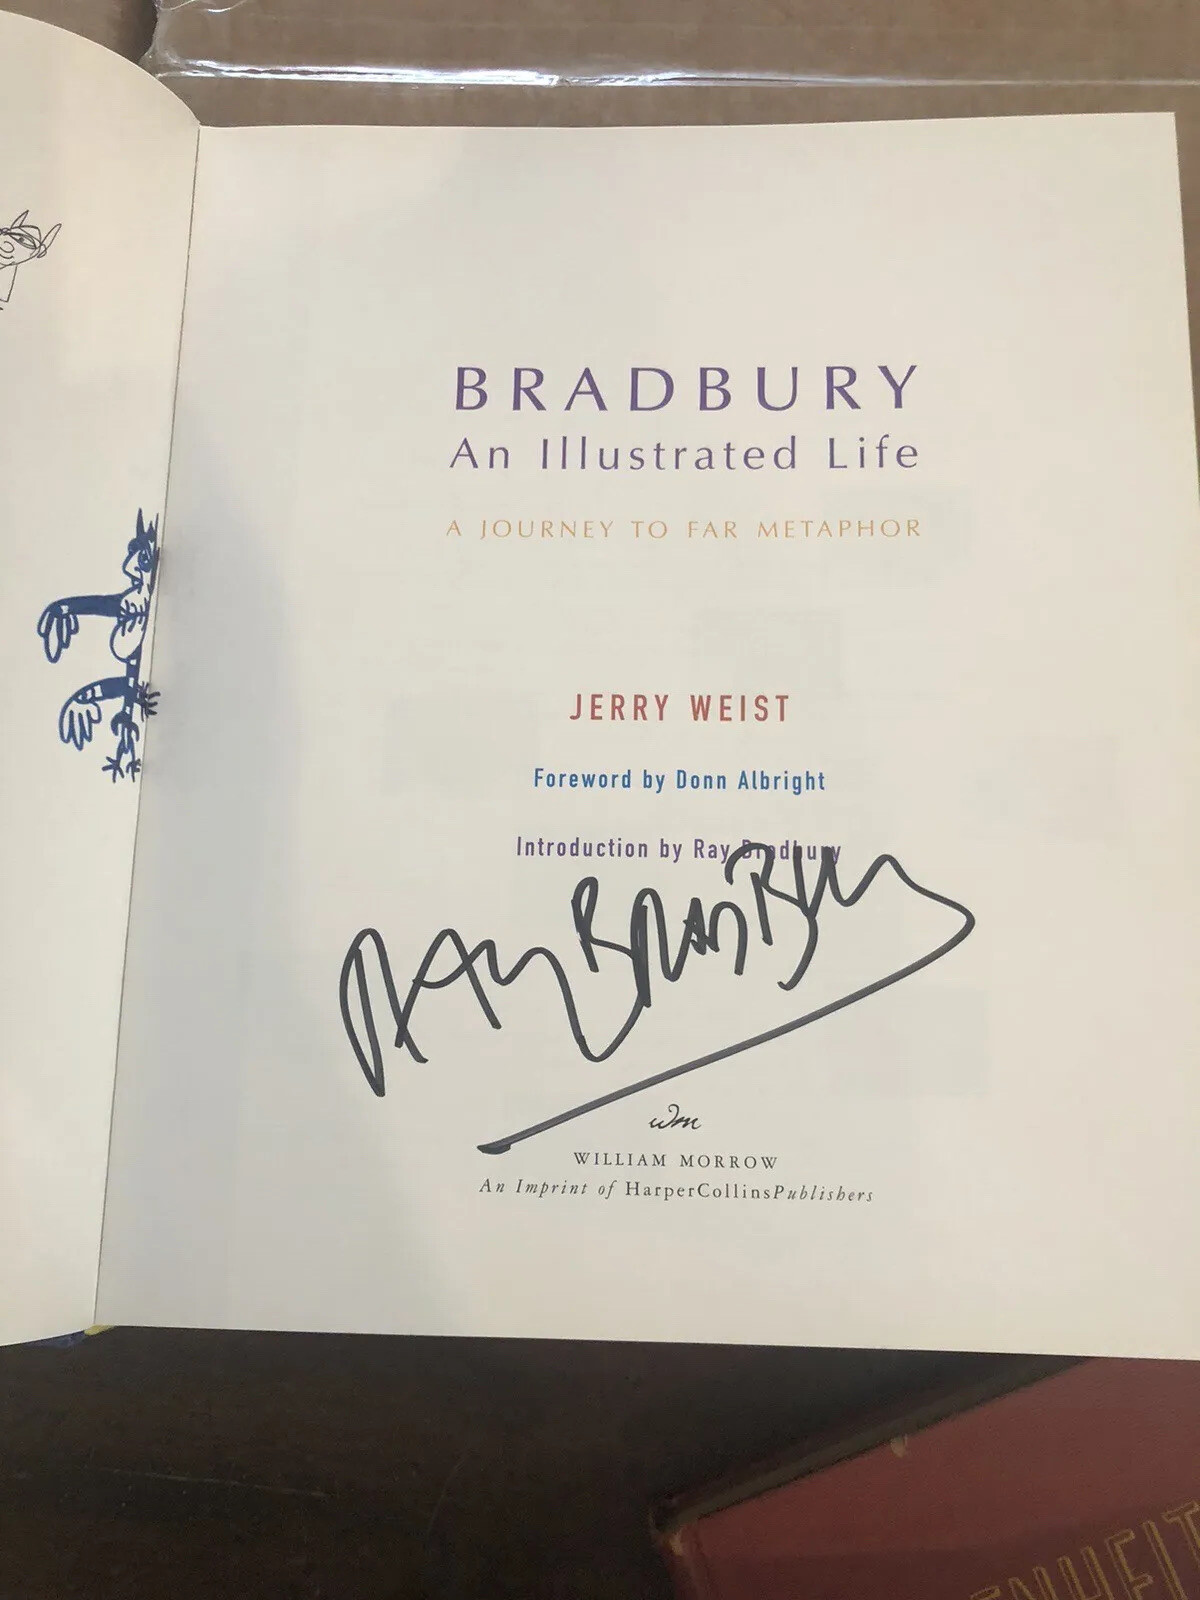 BRADBURY
An Illustrated Life
A JOURNEY TO FAR METAPHOR
JERRY WEIST
Foreword by Donn Albright
Introduction by Ray Bradbury
RAY BRADBURY
wm
WILLIAM MORROW
An Imprint of HarperCollinsPublishers
ENHEIT